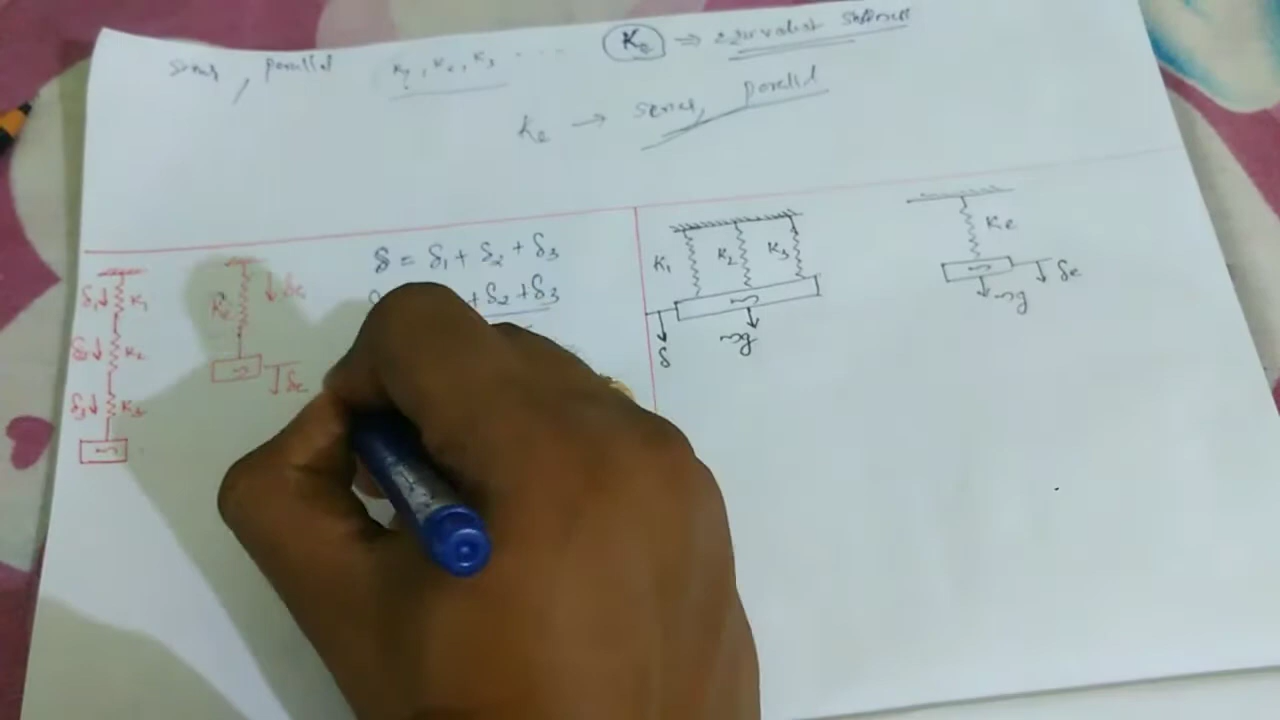 series, parallel K₁, K₂, K₃ ... Ke ⇒ equivalent stiffness
Ke → series, parallel
δ = δ₁ + δ₂ + δ₃
+ δ₂ + δ₃
δ₁ K₁
δ₂ K₂
δ₃ K₃
m
Ke δe
m δe
K₁ K₂ K₃
m
δ mg
Ke
m δe
mg